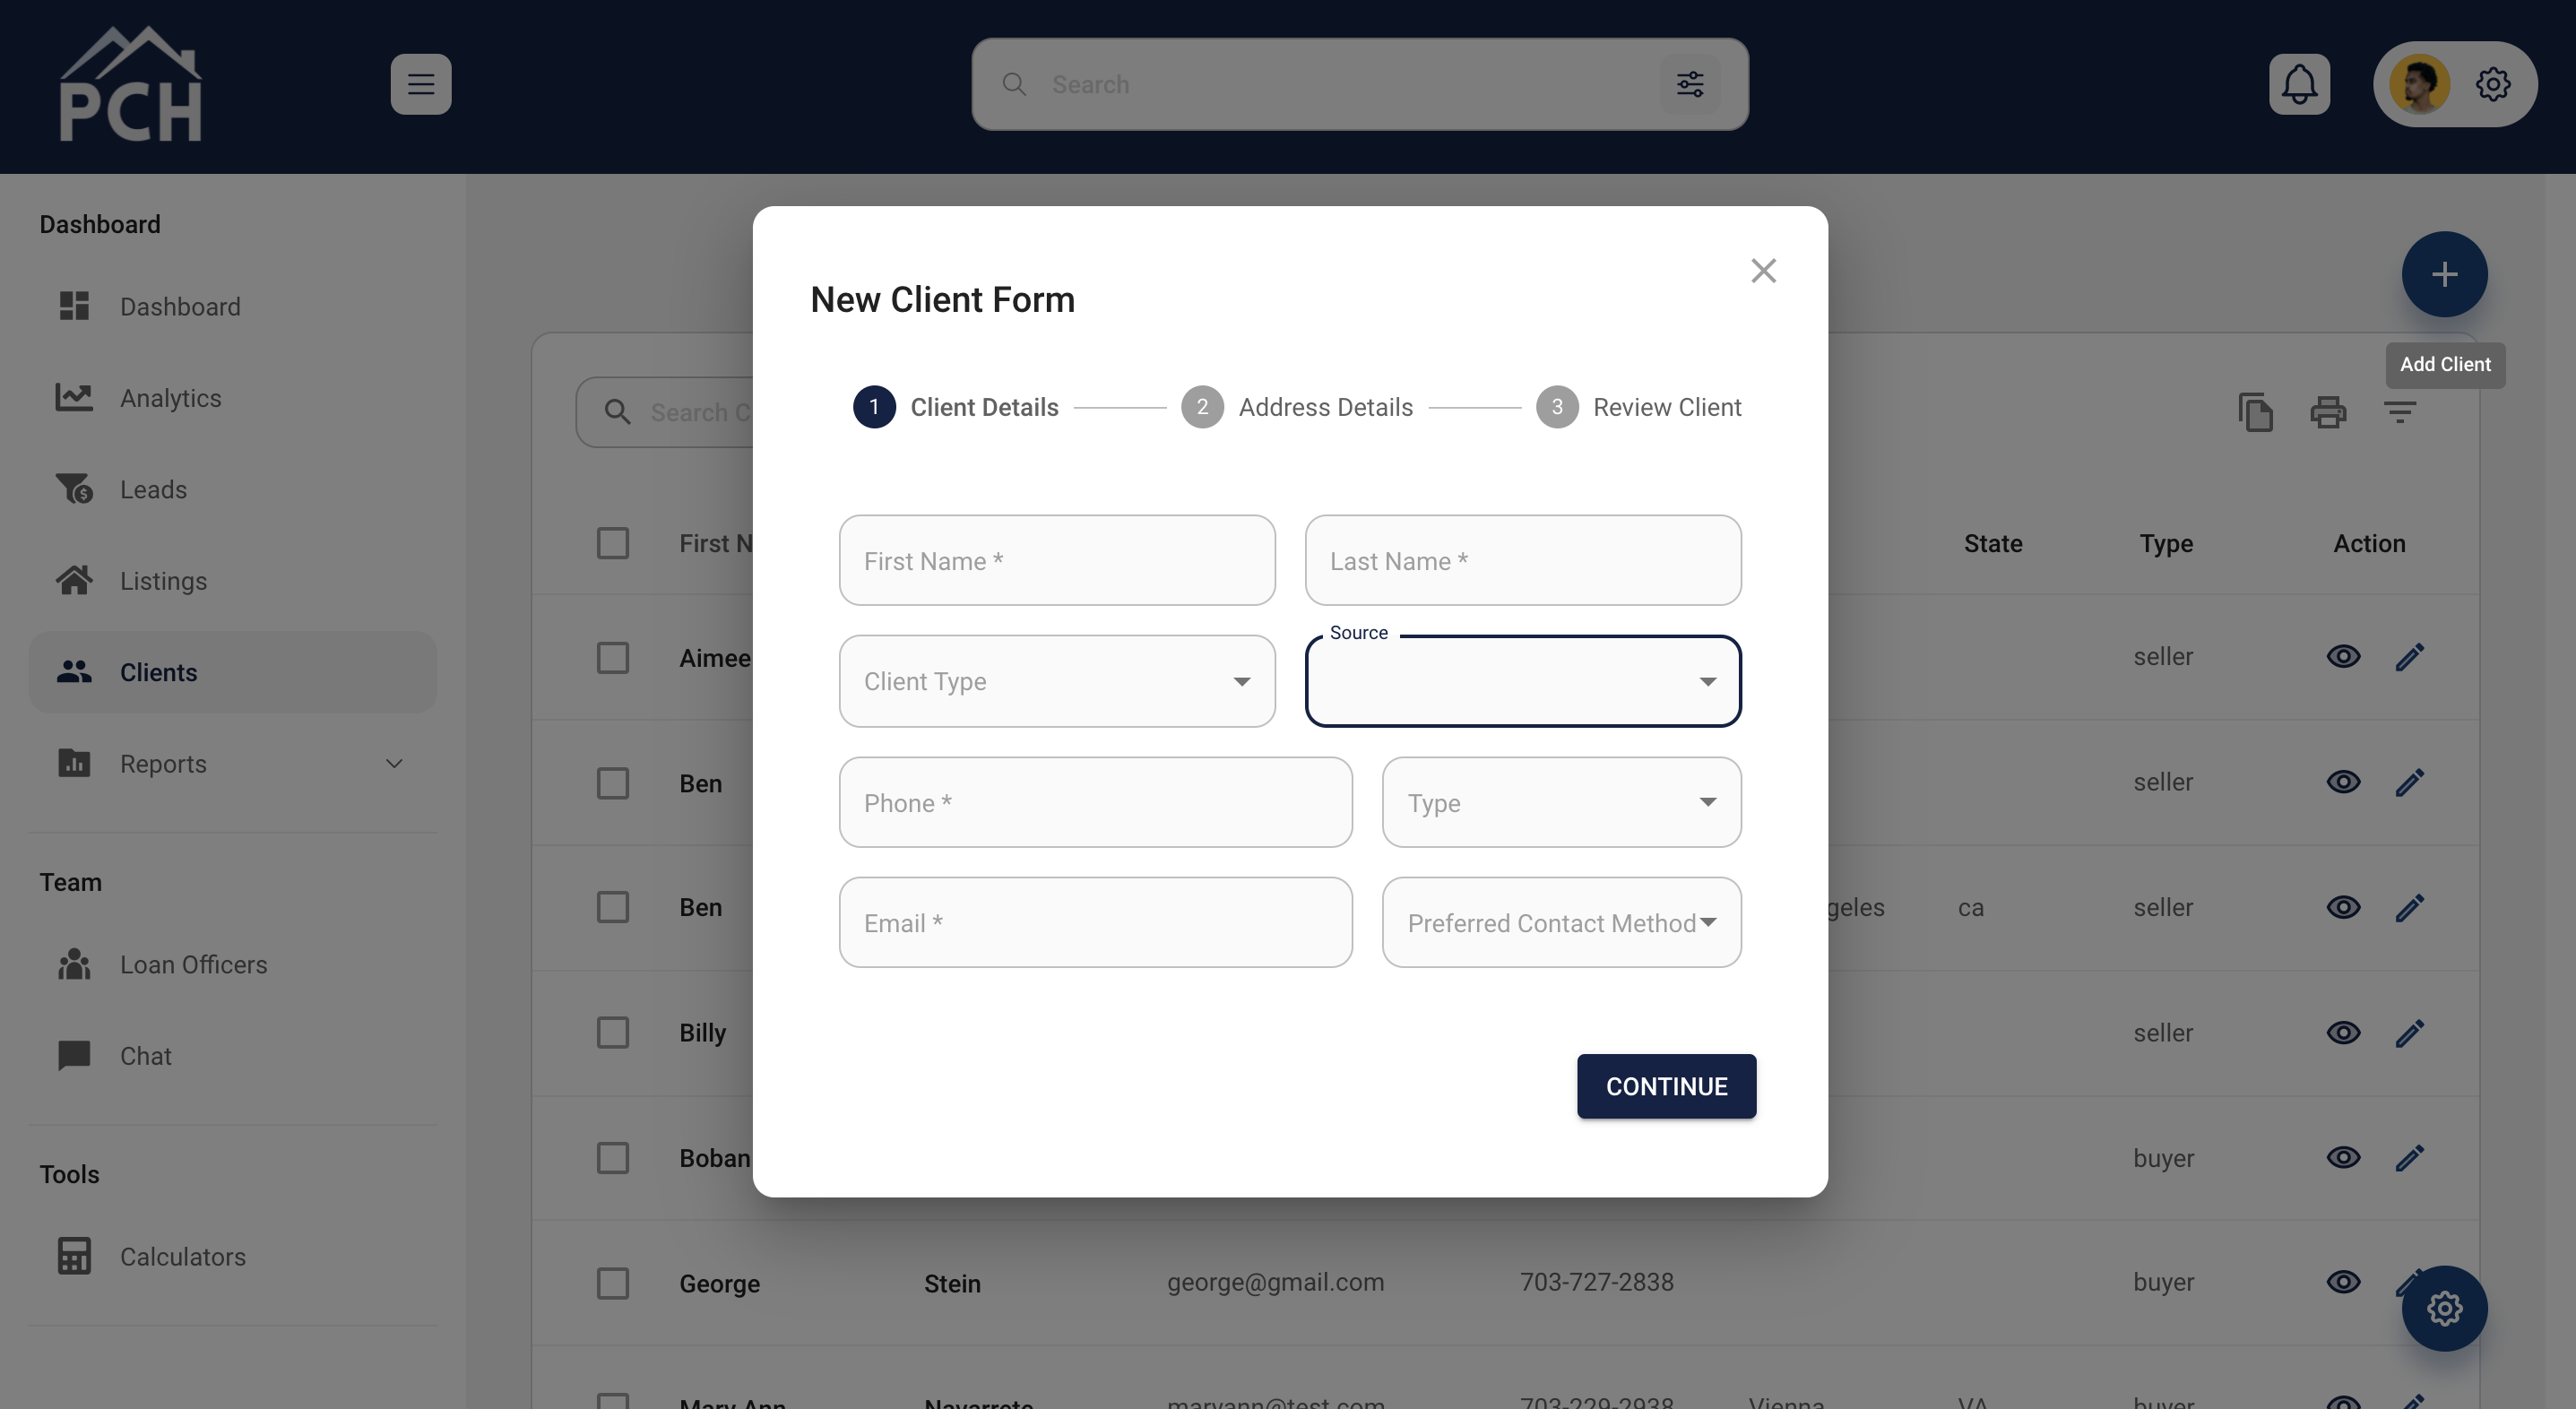 PCH
Search
Dashboard
Dashboard
Analytics
Leads
Listings
Clients
Reports
Team
Loan Officers
Chat
Tools
Calculators
Add Client
New Client Form
1 Client Details 2 Address Details 3 Review Client
First Name * Last Name *
Client Type Source
Phone * Type
Email * Preferred Contact Method
CONTINUE
Search C
First N State Type Action
Aimee seller
Ben seller
Ben geles ca seller
Billy seller
Boban buyer
George Stein george@gmail.com 703-727-2838 buyer
Mary Ann Navarrete maryann@test.com 703-229-2938 Vienna VA buyer